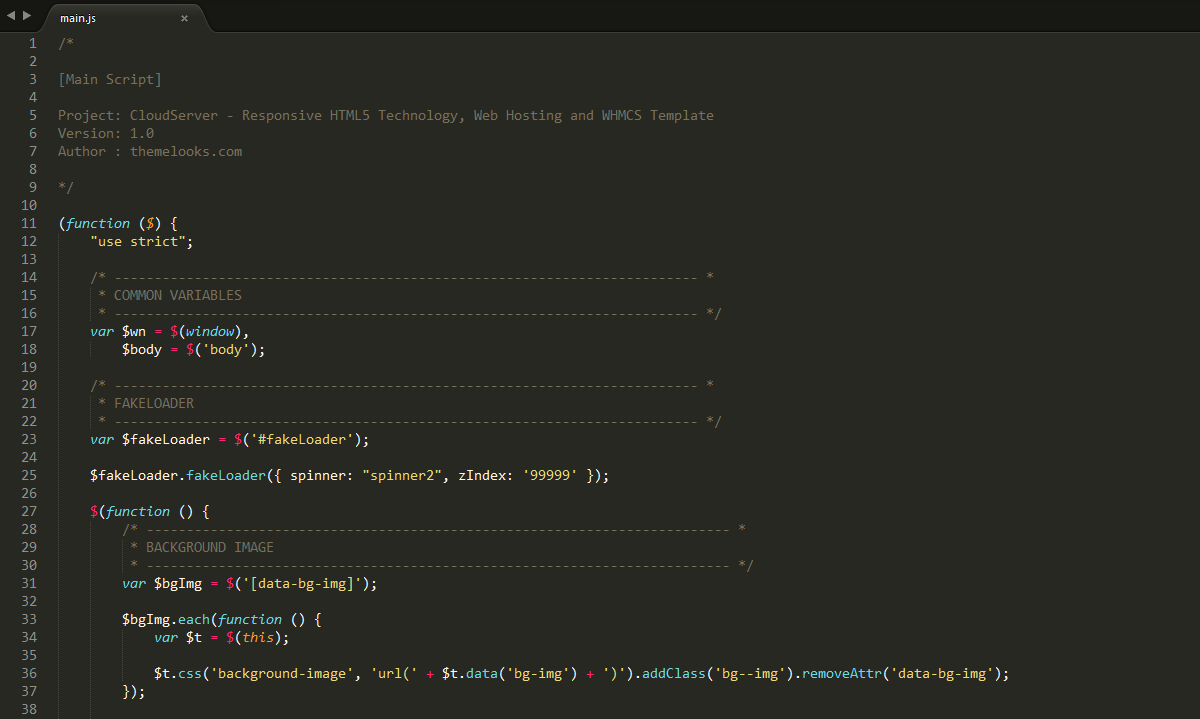 main.js ×
1 /*
2
3 [Main Script]
4
5 Project: CloudServer - Responsive HTML5 Technology, Web Hosting and WHMCS Template
6 Version: 1.0
7 Author : themelooks.com
8
9 */
10
11 (function ($) {
12     "use strict";
13
14     /* ------------------------------------------------------------------------- *
15      * COMMON VARIABLES
16      * ------------------------------------------------------------------------- */
17     var $wn = $(window),
18         $body = $('body');
19
20     /* ------------------------------------------------------------------------- *
21      * FAKELOADER
22      * ------------------------------------------------------------------------- */
23     var $fakeLoader = $('#fakeLoader');
24
25     $fakeLoader.fakeLoader({ spinner: "spinner2", zIndex: '99999' });
26
27     $(function () {
28         /* ------------------------------------------------------------------------- *
29          * BACKGROUND IMAGE
30          * ------------------------------------------------------------------------- */
31         var $bgImg = $('[data-bg-img]');
32
33         $bgImg.each(function () {
34             var $t = $(this);
35
36             $t.css('background-image', 'url(' + $t.data('bg-img') + ')').addClass('bg--img').removeAttr('data-bg-img');
37         });
38